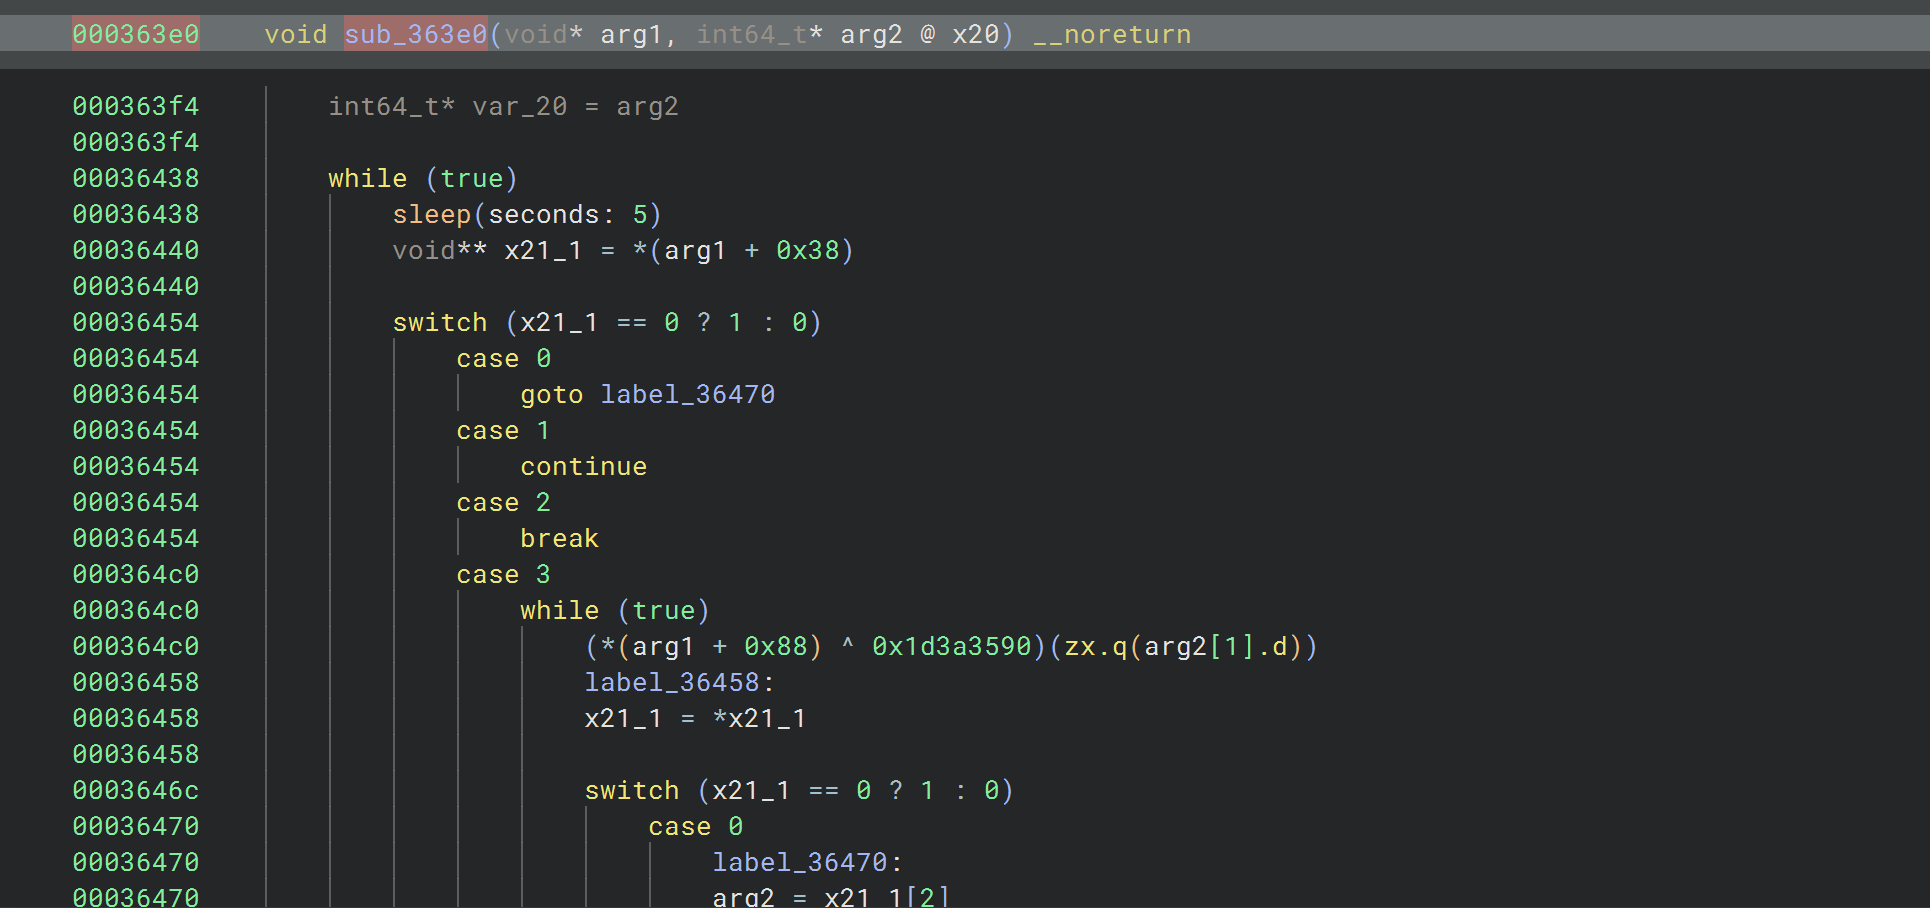 000363e0 void sub_363e0(void* arg1, int64_t* arg2 @ x20) __noreturn
000363f4 int64_t* var_20 = arg2
000363f4
00036438 while (true)
00036438 sleep(seconds: 5)
00036440 void** x21_1 = *(arg1 + 0x38)
00036440
00036454 switch (x21_1 == 0 ? 1 : 0)
00036454 case 0
00036454 goto label_36470
00036454 case 1
00036454 continue
00036454 case 2
00036454 break
000364c0 case 3
000364c0 while (true)
000364c0 (*(arg1 + 0x88) ^ 0x1d3a3590)(zx.q(arg2[1].d))
00036458 label_36458:
00036458 x21_1 = *x21_1
00036458
0003646c switch (x21_1 == 0 ? 1 : 0)
00036470 case 0
00036470 label_36470:
00036470 arg2 = x21_1[2]